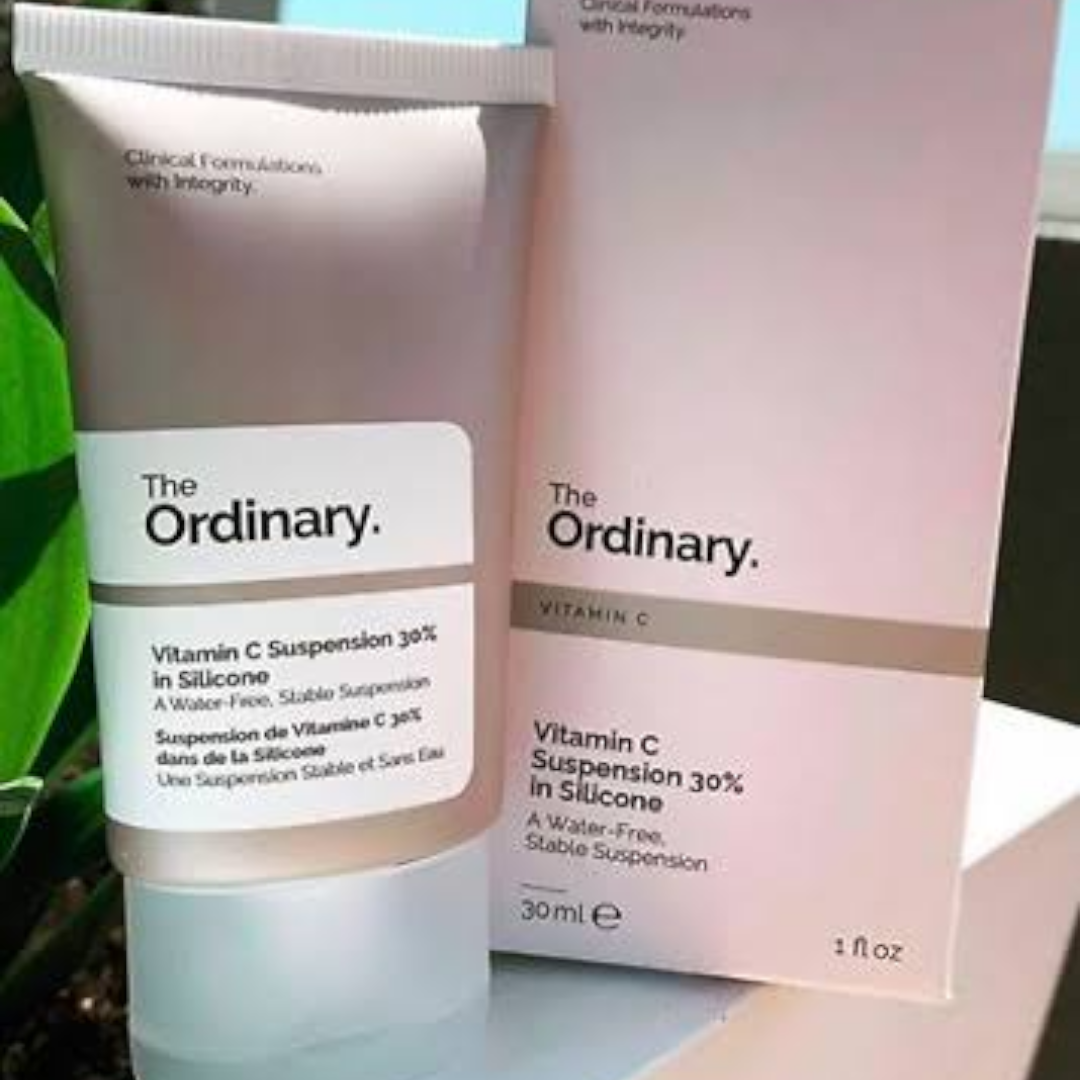 Clinical Formulations
with Integrity.
The
Ordinary.
Vitamin C Suspension 30%
in Silicone
A Water-Free, Stable Suspension
Suspension de Vitamine C 30%
dans de la Silicone
Une Suspension Stable et Sans Eau
Clinical Formulations
with Integrity.
The
Ordinary.
VITAMIN C
Vitamin C
Suspension 30%
in Silicone
A Water-Free,
Stable Suspension
30 ml ℮
1 fl oz